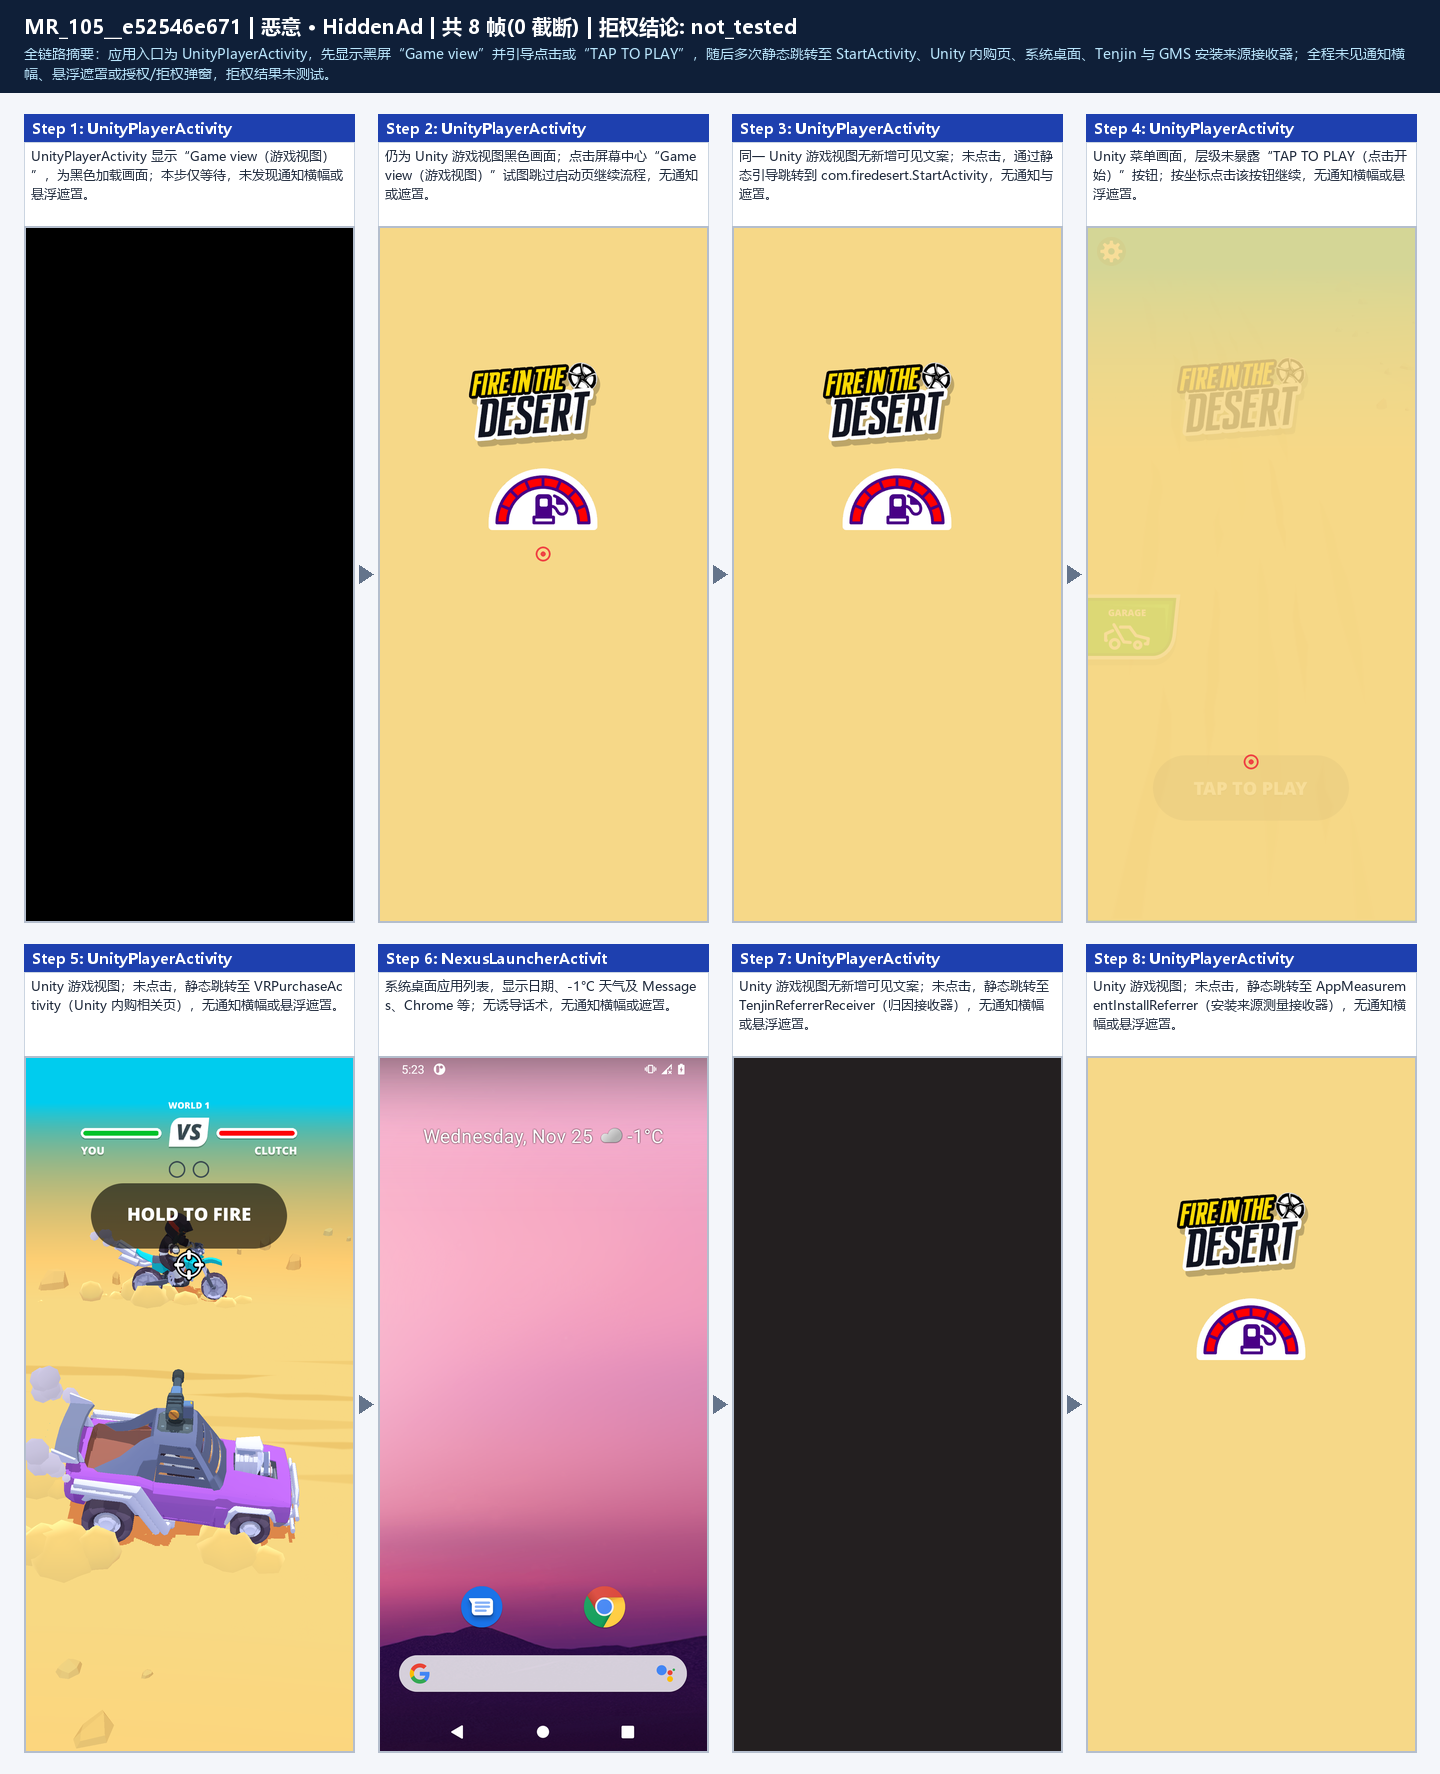 MR_105__e52546e671 | 恶意 • HiddenAd | 共 8 帧(0 截断) | 拒权结论: not_tested
全链路摘要：应用入口为 UnityPlayerActivity，先显示黑屏“Game view”并引导点击或“TAP TO PLAY”，随后多次静态跳转至 StartActivity、Unity 内购页、系统桌面、Tenjin 与 GMS 安装来源接收器；全程未见通知横
幅、悬浮遮罩或授权/拒权弹窗，拒权结果未测试。
Step 1: UnityPlayerActivity
UnityPlayerActivity 显示“Game view（游戏视图）
”，为黑色加载画面；本步仅等待，未发现通知横幅或
悬浮遮罩。
Step 2: UnityPlayerActivity
仍为 Unity 游戏视图黑色画面；点击屏幕中心“Game
view（游戏视图）”试图跳过启动页继续流程，无通知
或遮罩。
FIRE IN THE
DESERT
Step 3: UnityPlayerActivity
同一 Unity 游戏视图无新增可见文案；未点击，通过静
态引导跳转到 com.firedesert.StartActivity，无通知与
遮罩。
FIRE IN THE
DESERT
Step 4: UnityPlayerActivity
Unity 菜单画面，层级未暴露“TAP TO PLAY（点击开
始）”按钮；按坐标点击该按钮继续，无通知横幅或悬
浮遮罩。
FIRE IN THE
DESERT
GARAGE
TAP TO PLAY
Step 5: UnityPlayerActivity
Unity 游戏视图；未点击，静态跳转至 VRPurchaseAc
tivity（Unity 内购相关页），无通知横幅或悬浮遮罩。
WORLD 1
VS
YOU
CLUTCH
HOLD TO FIRE
Step 6: NexusLauncherActivit
系统桌面应用列表，显示日期、-1°C 天气及 Message
s、Chrome 等；无诱导话术，无通知横幅或遮罩。
5:23
Wednesday, Nov 25 -1°C
Step 7: UnityPlayerActivity
Unity 游戏视图无新增可见文案；未点击，静态跳转至
TenjinReferrerReceiver（归因接收器），无通知横幅
或悬浮遮罩。
Step 8: UnityPlayerActivity
Unity 游戏视图；未点击，静态跳转至 AppMeasurem
entInstallReferrer（安装来源测量接收器），无通知横
幅或悬浮遮罩。
FIRE IN THE
DESERT